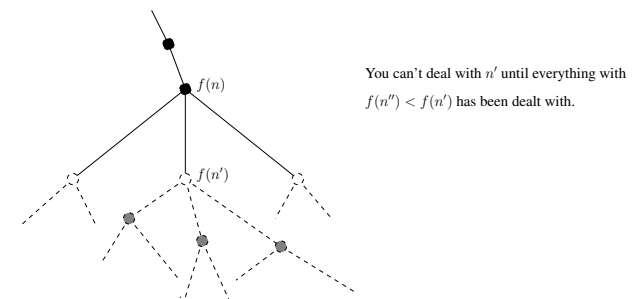 f(n)
You can't deal with n′ until everything with
f(n′′) < f(n′) has been dealt with.
f(n′)